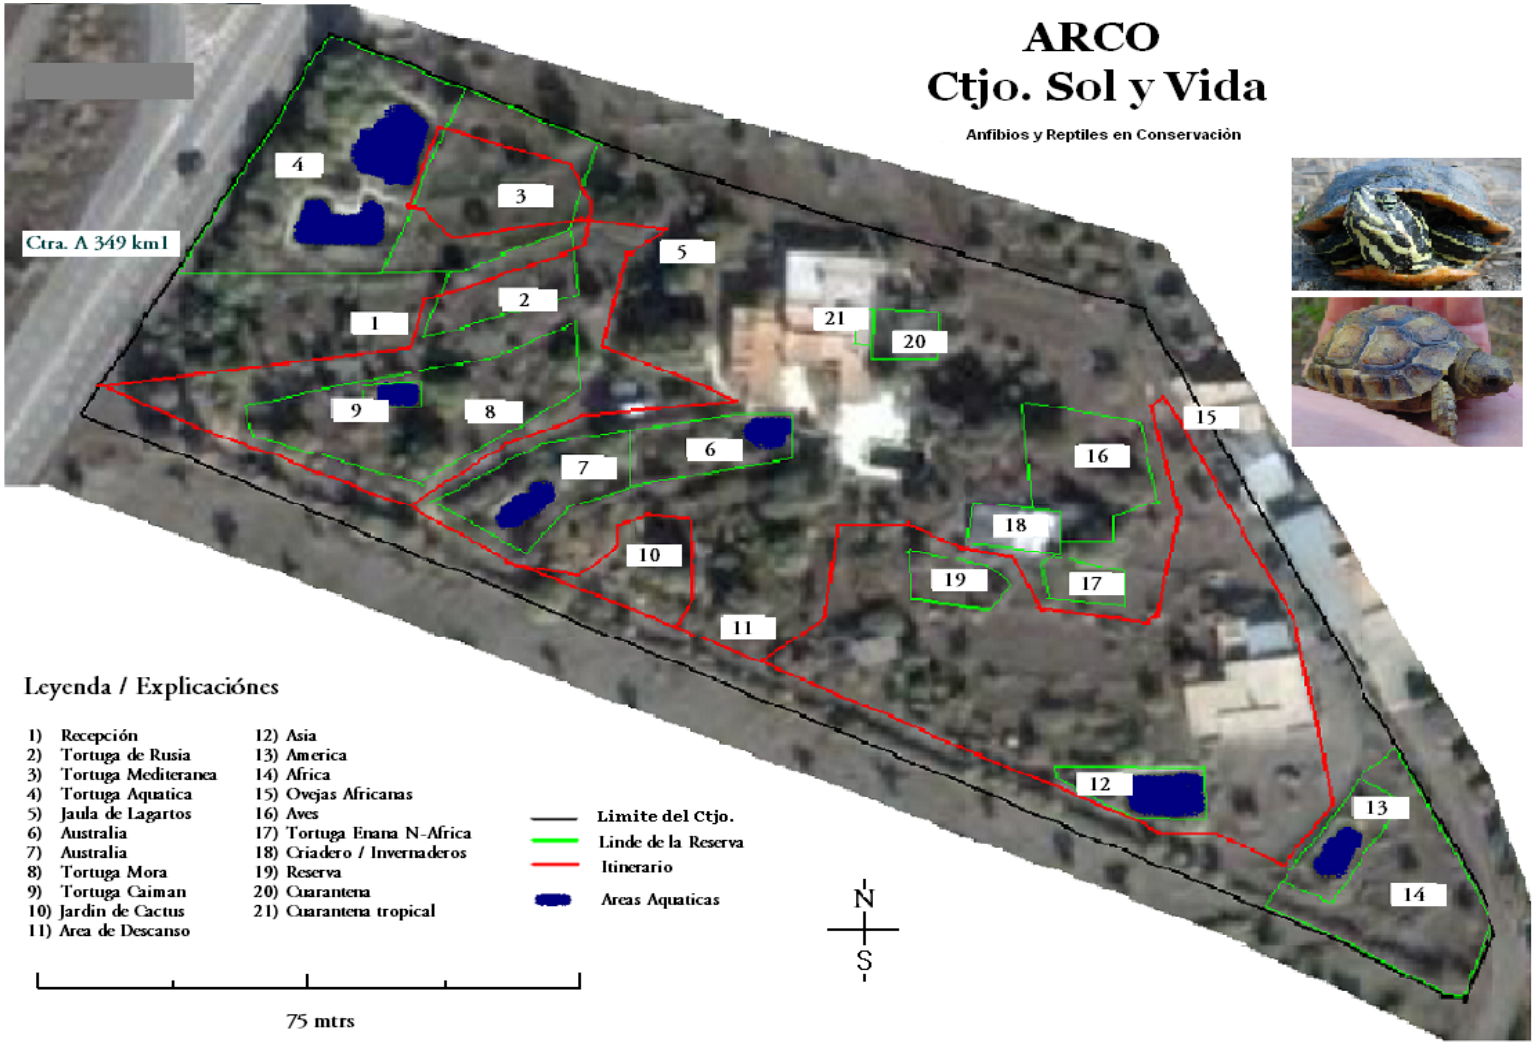 ARCO
Ctjo. Sol y Vida
Anfibios y Reptiles en Conservación
4
3
Ctra. A 349 km1
5
2
1
21
20
9
8
15
6
16
7
18
10
19
17
11
12
13
14
Leyenda / Explicaciónes
1) Recepción
2) Tortuga de Rusia
3) Tortuga Mediteranea
4) Tortuga Aquatica
5) Jaula de Lagartos
6) Australia
7) Australia
8) Tortuga Mora
9) Tortuga Caiman
10) Jardin de Cactus
11) Area de Descanso
12) Asia
13) America
14) Africa
15) Ovejas Africanas
16) Aves
17) Tortuga Enana N-Africa
18) Criadero / Invernaderos
19) Reserva
20) Cuarantena
21) Cuarantena tropical
Limite del Ctjo.
Linde de la Reserva
Itinerario
Areas Aquaticas
N
S
75 mtrs